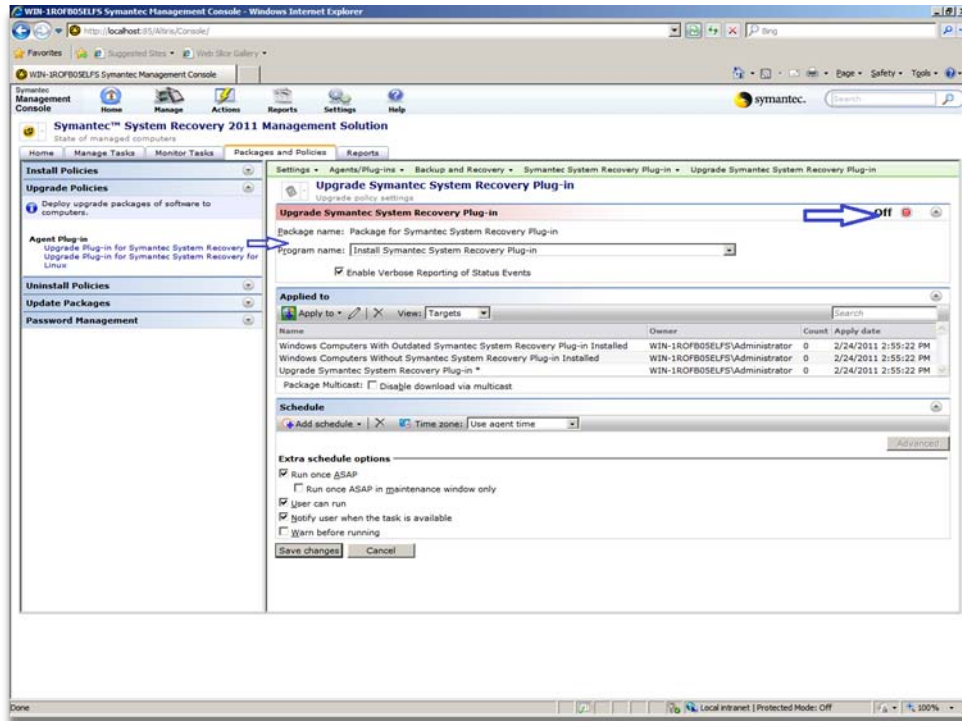 WIN-1ROFB05ELFS Symantec Management Console - Windows Internet Explorer
http://localhost:85/Altiris/Console/
Bing
Favorites Suggested Sites Web Slice Gallery
WIN-1ROFB05ELFS Symantec Management Console
Page Safety Tools
Symantec Management Console
Home Manage Actions Reports Settings Help
symantec.
Search
Symantec™ System Recovery 2011 Management Solution
State of managed computers
Home Manage Tasks Monitor Tasks Packages and Policies Reports
Install Policies
Upgrade Policies
Deploy upgrade packages of software to
computers.
Agent Plug-in
Upgrade Plug-in for Symantec System Recovery
Upgrade Plug-in for Symantec System Recovery for
Linux
Uninstall Policies
Update Packages
Password Management
Settings Agents/Plug-ins Backup and Recovery Symantec System Recovery Plug-in Upgrade Symantec System Recovery Plug-in
Upgrade Symantec System Recovery Plug-in
Upgrade policy settings
Upgrade Symantec System Recovery Plug-in
Off
Package name: Package for Symantec System Recovery Plug-in
Program name: Install Symantec System Recovery Plug-in
Enable Verbose Reporting of Status Events
Applied to
Apply to View: Targets
Search
Name Owner Count Apply date
Windows Computers With Outdated Symantec System Recovery Plug-in Installed WIN-1ROFB05ELFS\Administrator 0 2/24/2011 2:55:22 PM
Windows Computers Without Symantec System Recovery Plug-in Installed WIN-1ROFB05ELFS\Administrator 0 2/24/2011 2:55:22 PM
Upgrade Symantec System Recovery Plug-in * WIN-1ROFB05ELFS\Administrator 0 2/24/2011 2:55:22 PM
Package Multicast: Disable download via multicast
Schedule
Add schedule Time zone: Use agent time
Advanced
Extra schedule options
Run once ASAP
Run once ASAP in maintenance window only
User can run
Notify user when the task is available
Warn before running
Save changes Cancel
Done
Local intranet | Protected Mode: Off
100%